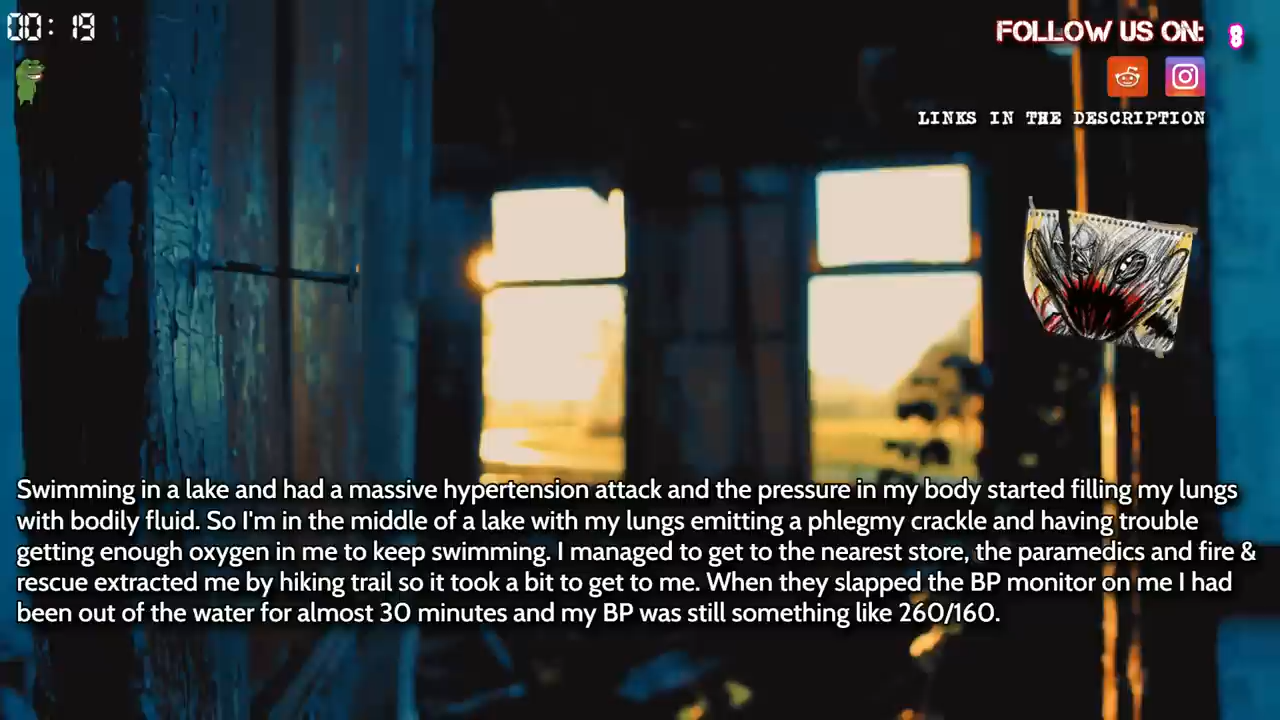 00: 19
FOLLOW US ON:
8
LINKS IN THE DESCRIPTION
Swimming in a lake and had a massive hypertension attack and the pressure in my body started filling my lungs
with bodily fluid. So I'm in the middle of a lake with my lungs emitting a phlegmy crackle and having trouble
getting enough oxygen in me to keep swimming. I managed to get to the nearest store, the paramedics and fire &
rescue extracted me by hiking trail so it took a bit to get to me. When they slapped the BP monitor on me I had
been out of the water for almost 30 minutes and my BP was still something like 260/160.